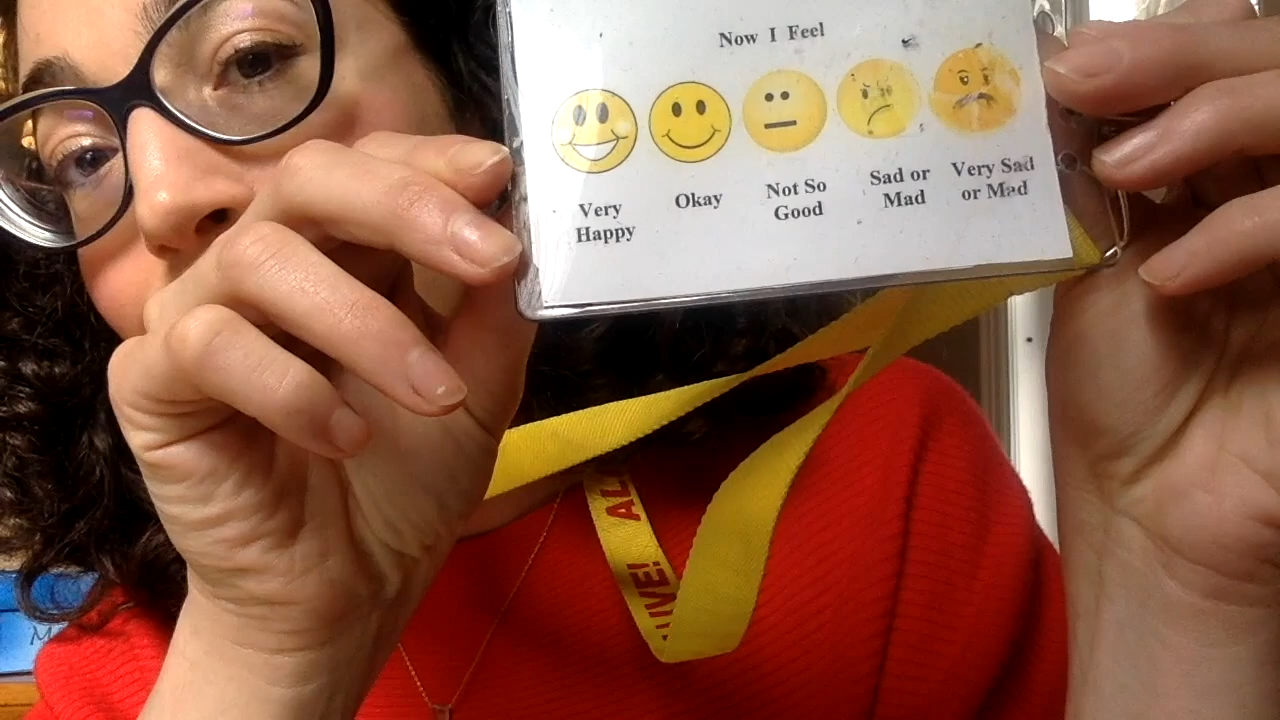 Now I Feel
Very
Happy
Okay
Not So
Good
Sad or
Mad
Very Sad
or Mad